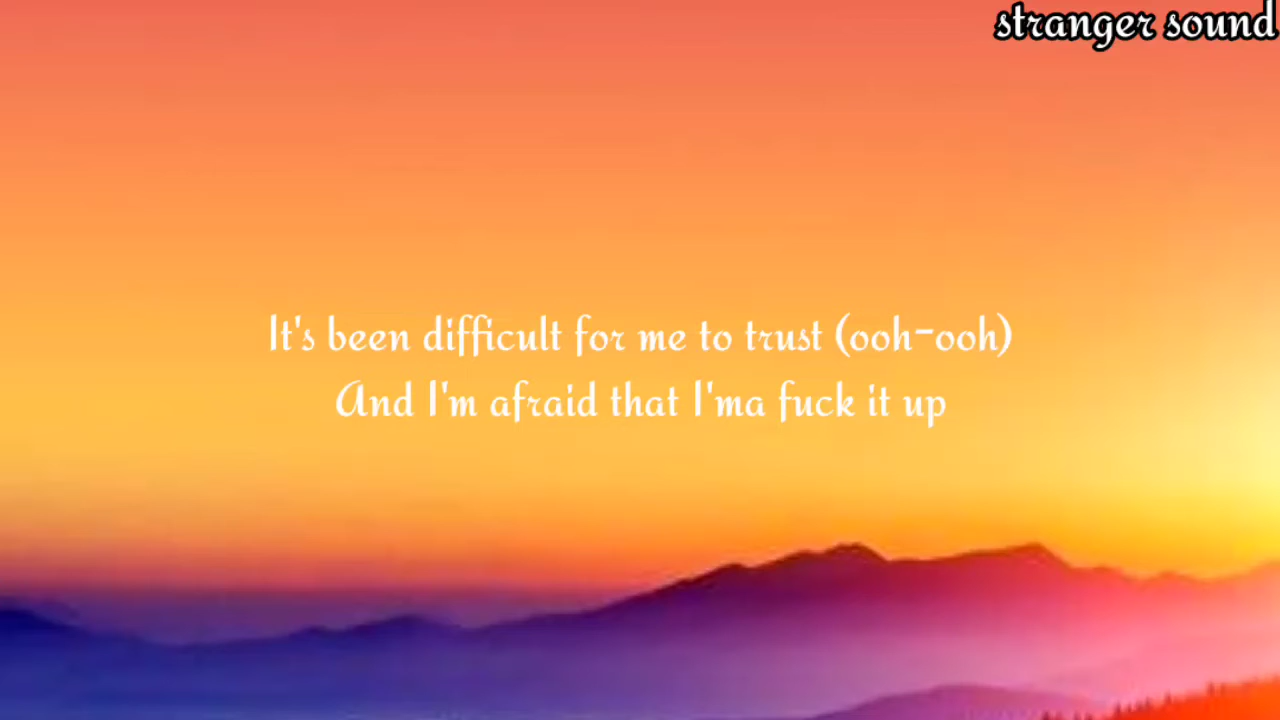 stranger sound
It's been difficult for me to trust (ooh-ooh)
And I'm afraid that I'ma fuck it up